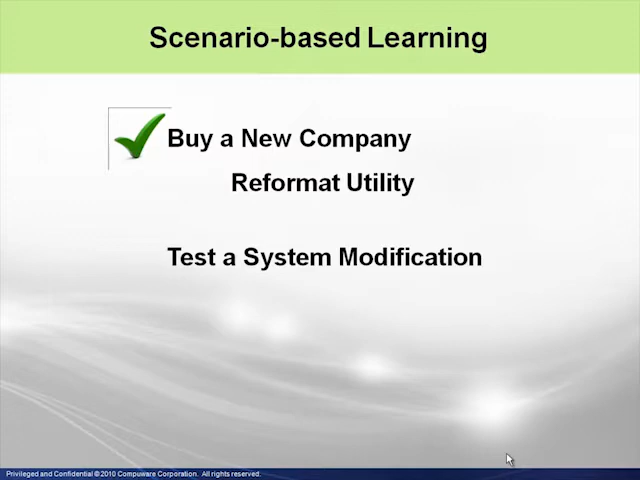 Scenario-based Learning
Buy a New Company
Reformat Utility
Test a System Modification
Privileged and Confidential © 2010 Compuware Corporation. All rights reserved.